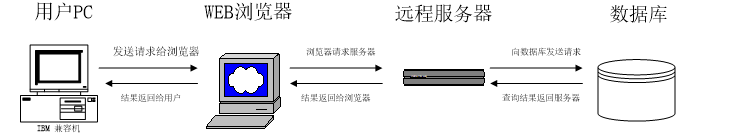 用户PC
WEB浏览器
远程服务器
数据库
发送请求给浏览器
浏览器请求服务器
向数据库发送请求
结果返回给用户
结果返回给浏览器
查询结果返回服务器
IBM 兼容机